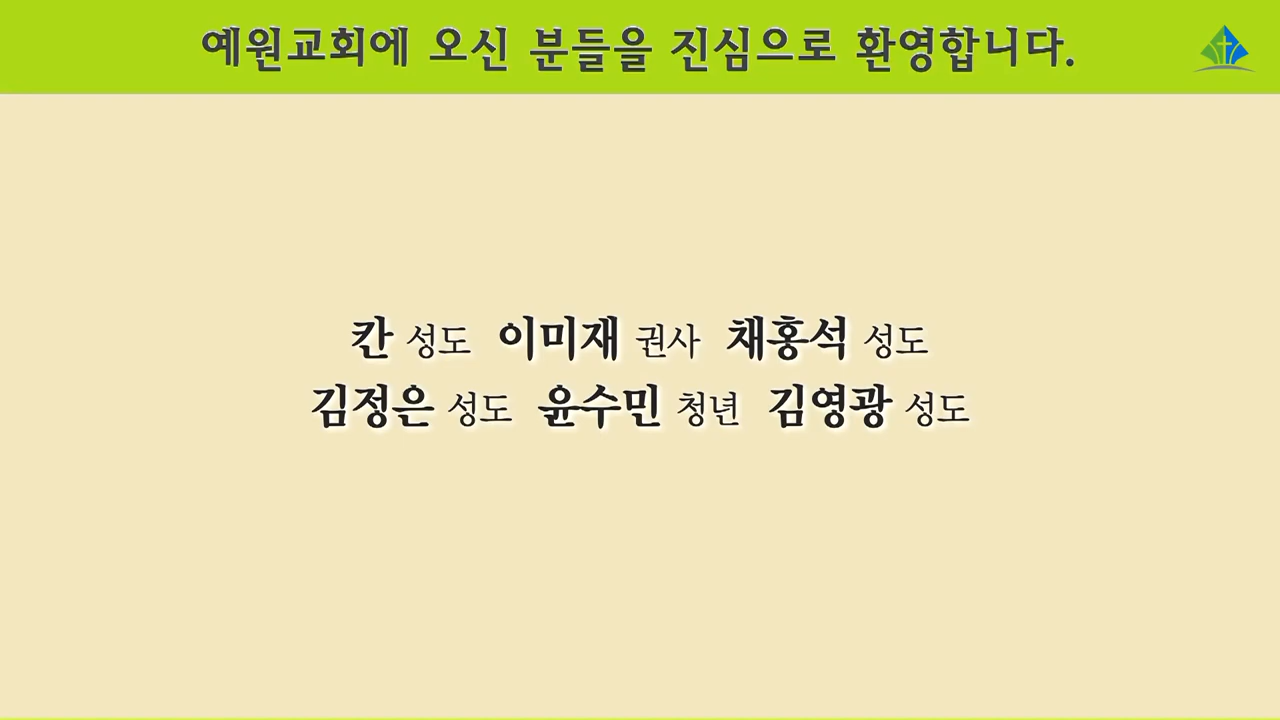 예원교회에 오신 분들을 진심으로 환영합니다.
칸 성도 이미재 권사 채홍석 성도
김정은 성도 윤수민 청년 김영광 성도